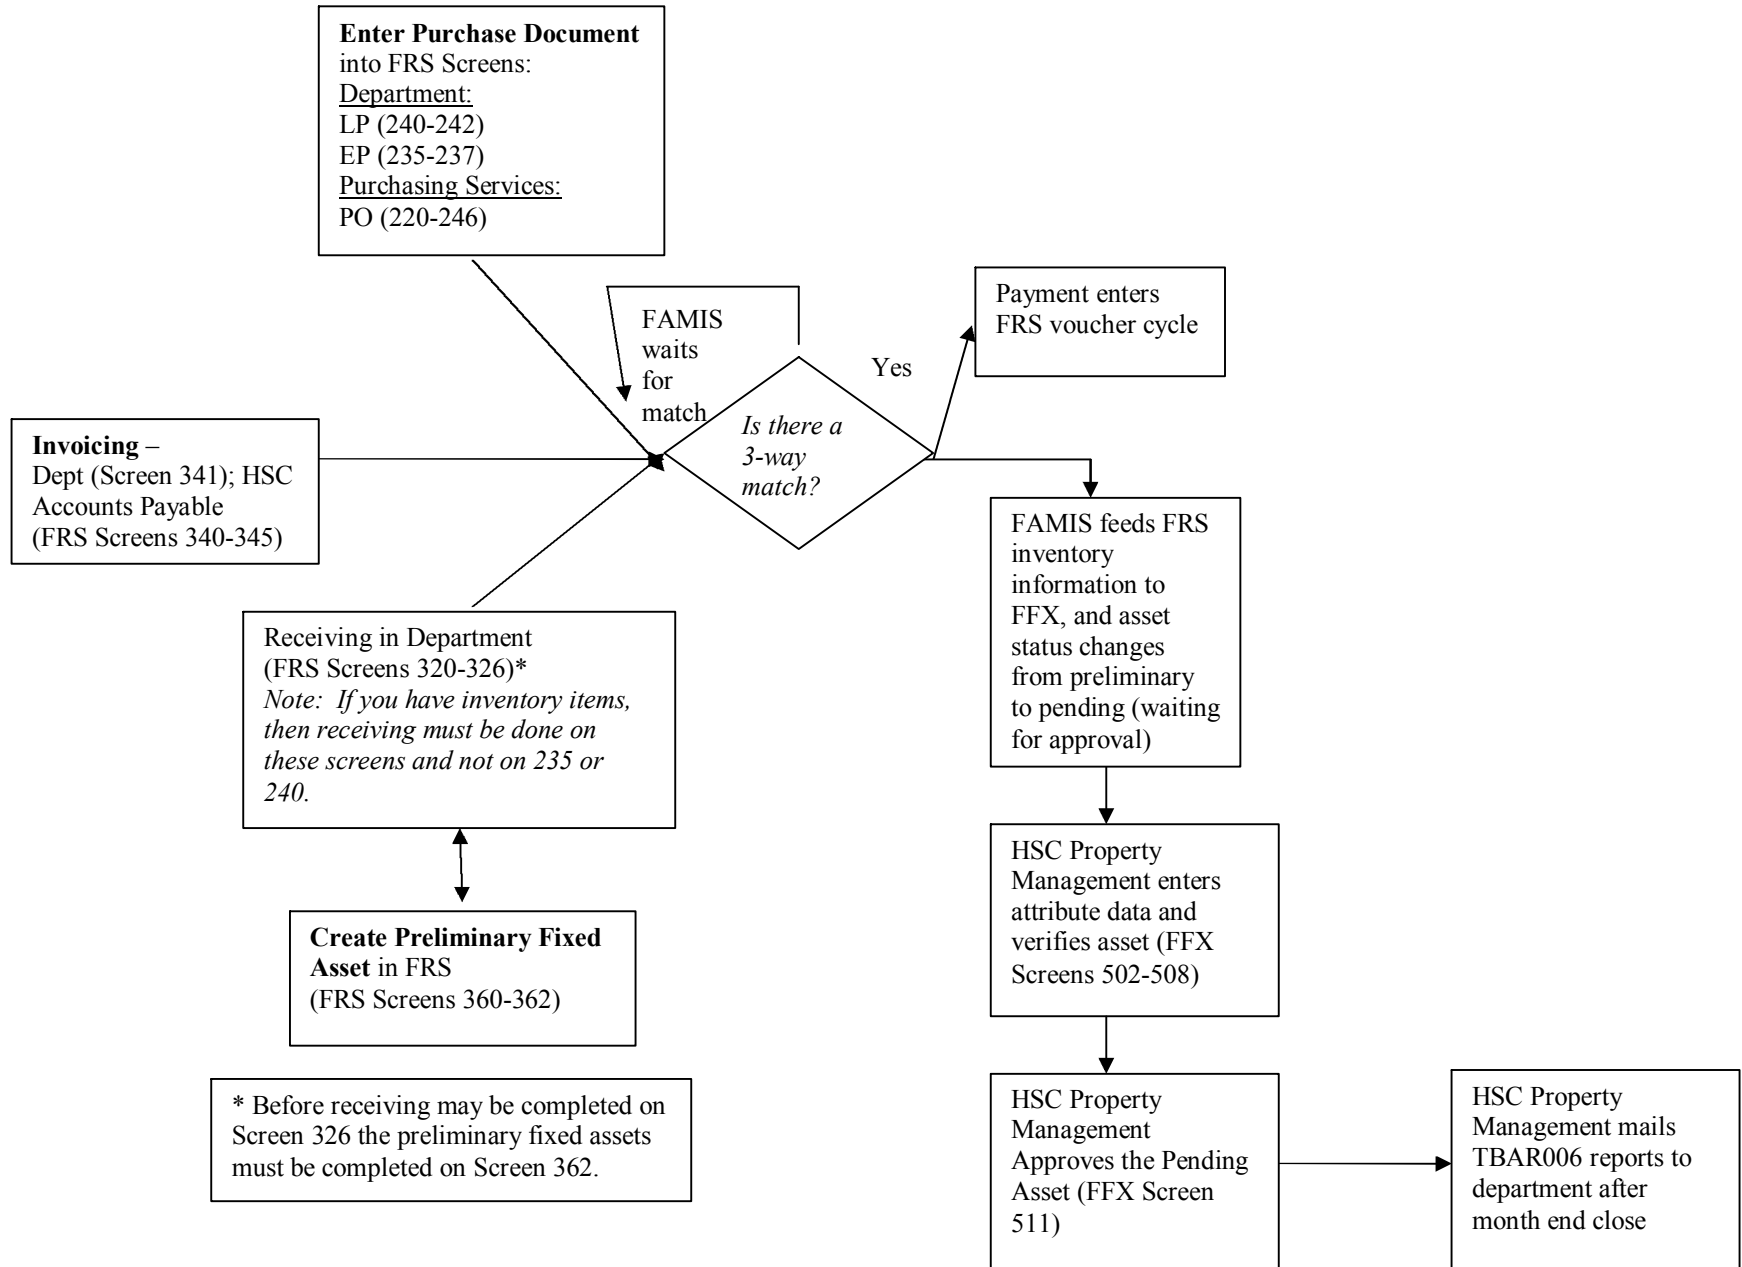 Enter Purchase Document
into FRS Screens:
Department:
LP (240-242)
EP (235-237)
Purchasing Services:
PO (220-246)
FAMIS
waits
for
match
Yes
Payment enters
FRS voucher cycle
Invoicing –
Dept (Screen 341); HSC
Accounts Payable
(FRS Screens 340-345)
Is there a
3-way
match?
FAMIS feeds FRS
inventory
information to
FFX, and asset
status changes
from preliminary
to pending (waiting
for approval)
Receiving in Department
(FRS Screens 320-326)*
Note:  If you have inventory items,
then receiving must be done on
these screens and not on 235 or
240.
HSC Property
Management enters
attribute data and
verifies asset (FFX
Screens 502-508)
Create Preliminary Fixed
Asset in FRS
(FRS Screens 360-362)
* Before receiving may be completed on
Screen 326 the preliminary fixed assets
must be completed on Screen 362.
HSC Property
Management
Approves the Pending
Asset (FFX Screen
511)
HSC Property
Management mails
TBAR006 reports to
department after
month end close